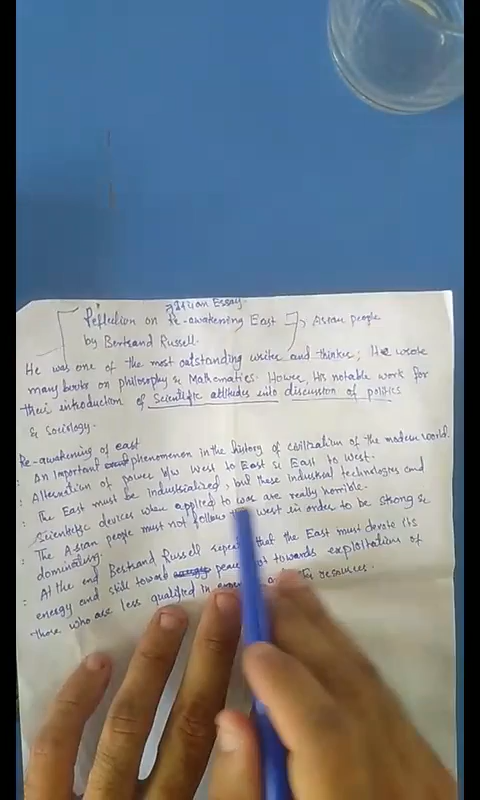 Essay.
Reflection on Re-awakening East → Asian people
by Bertrand Russell.
He was one of the most outstanding writer and thinker; He wrote
many books on philosophy & Mathematics. Hower, His notable work for
their introduction of Scientific attitudes into discussion of politics
& Sociology.
Re-awakening of east
: An important phenomenon in the history of civilization of the modern world.
: Alternation of power b/w West to East & East to West.
: The East must be Industrialized, but these Industrial technologies and
Scientific devices when applied to war are really horrible.
: The Asian people must not follow the west in order to be strong &
dominating.
: At the end Bertrand Russell repeats that the East must devote its
energy and skill toward peace not towards exploitation of
those who are less qualified in resources.